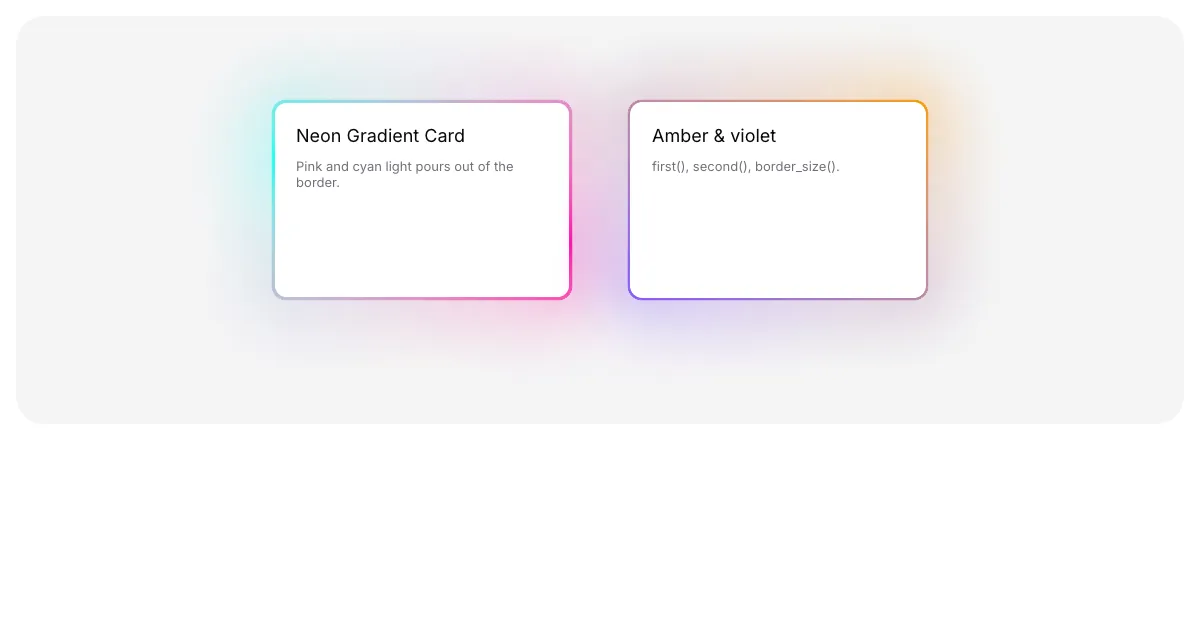 Neon Gradient Card
Pink and cyan light pours out of the
border.
Amber & violet
first(), second(), border_size().